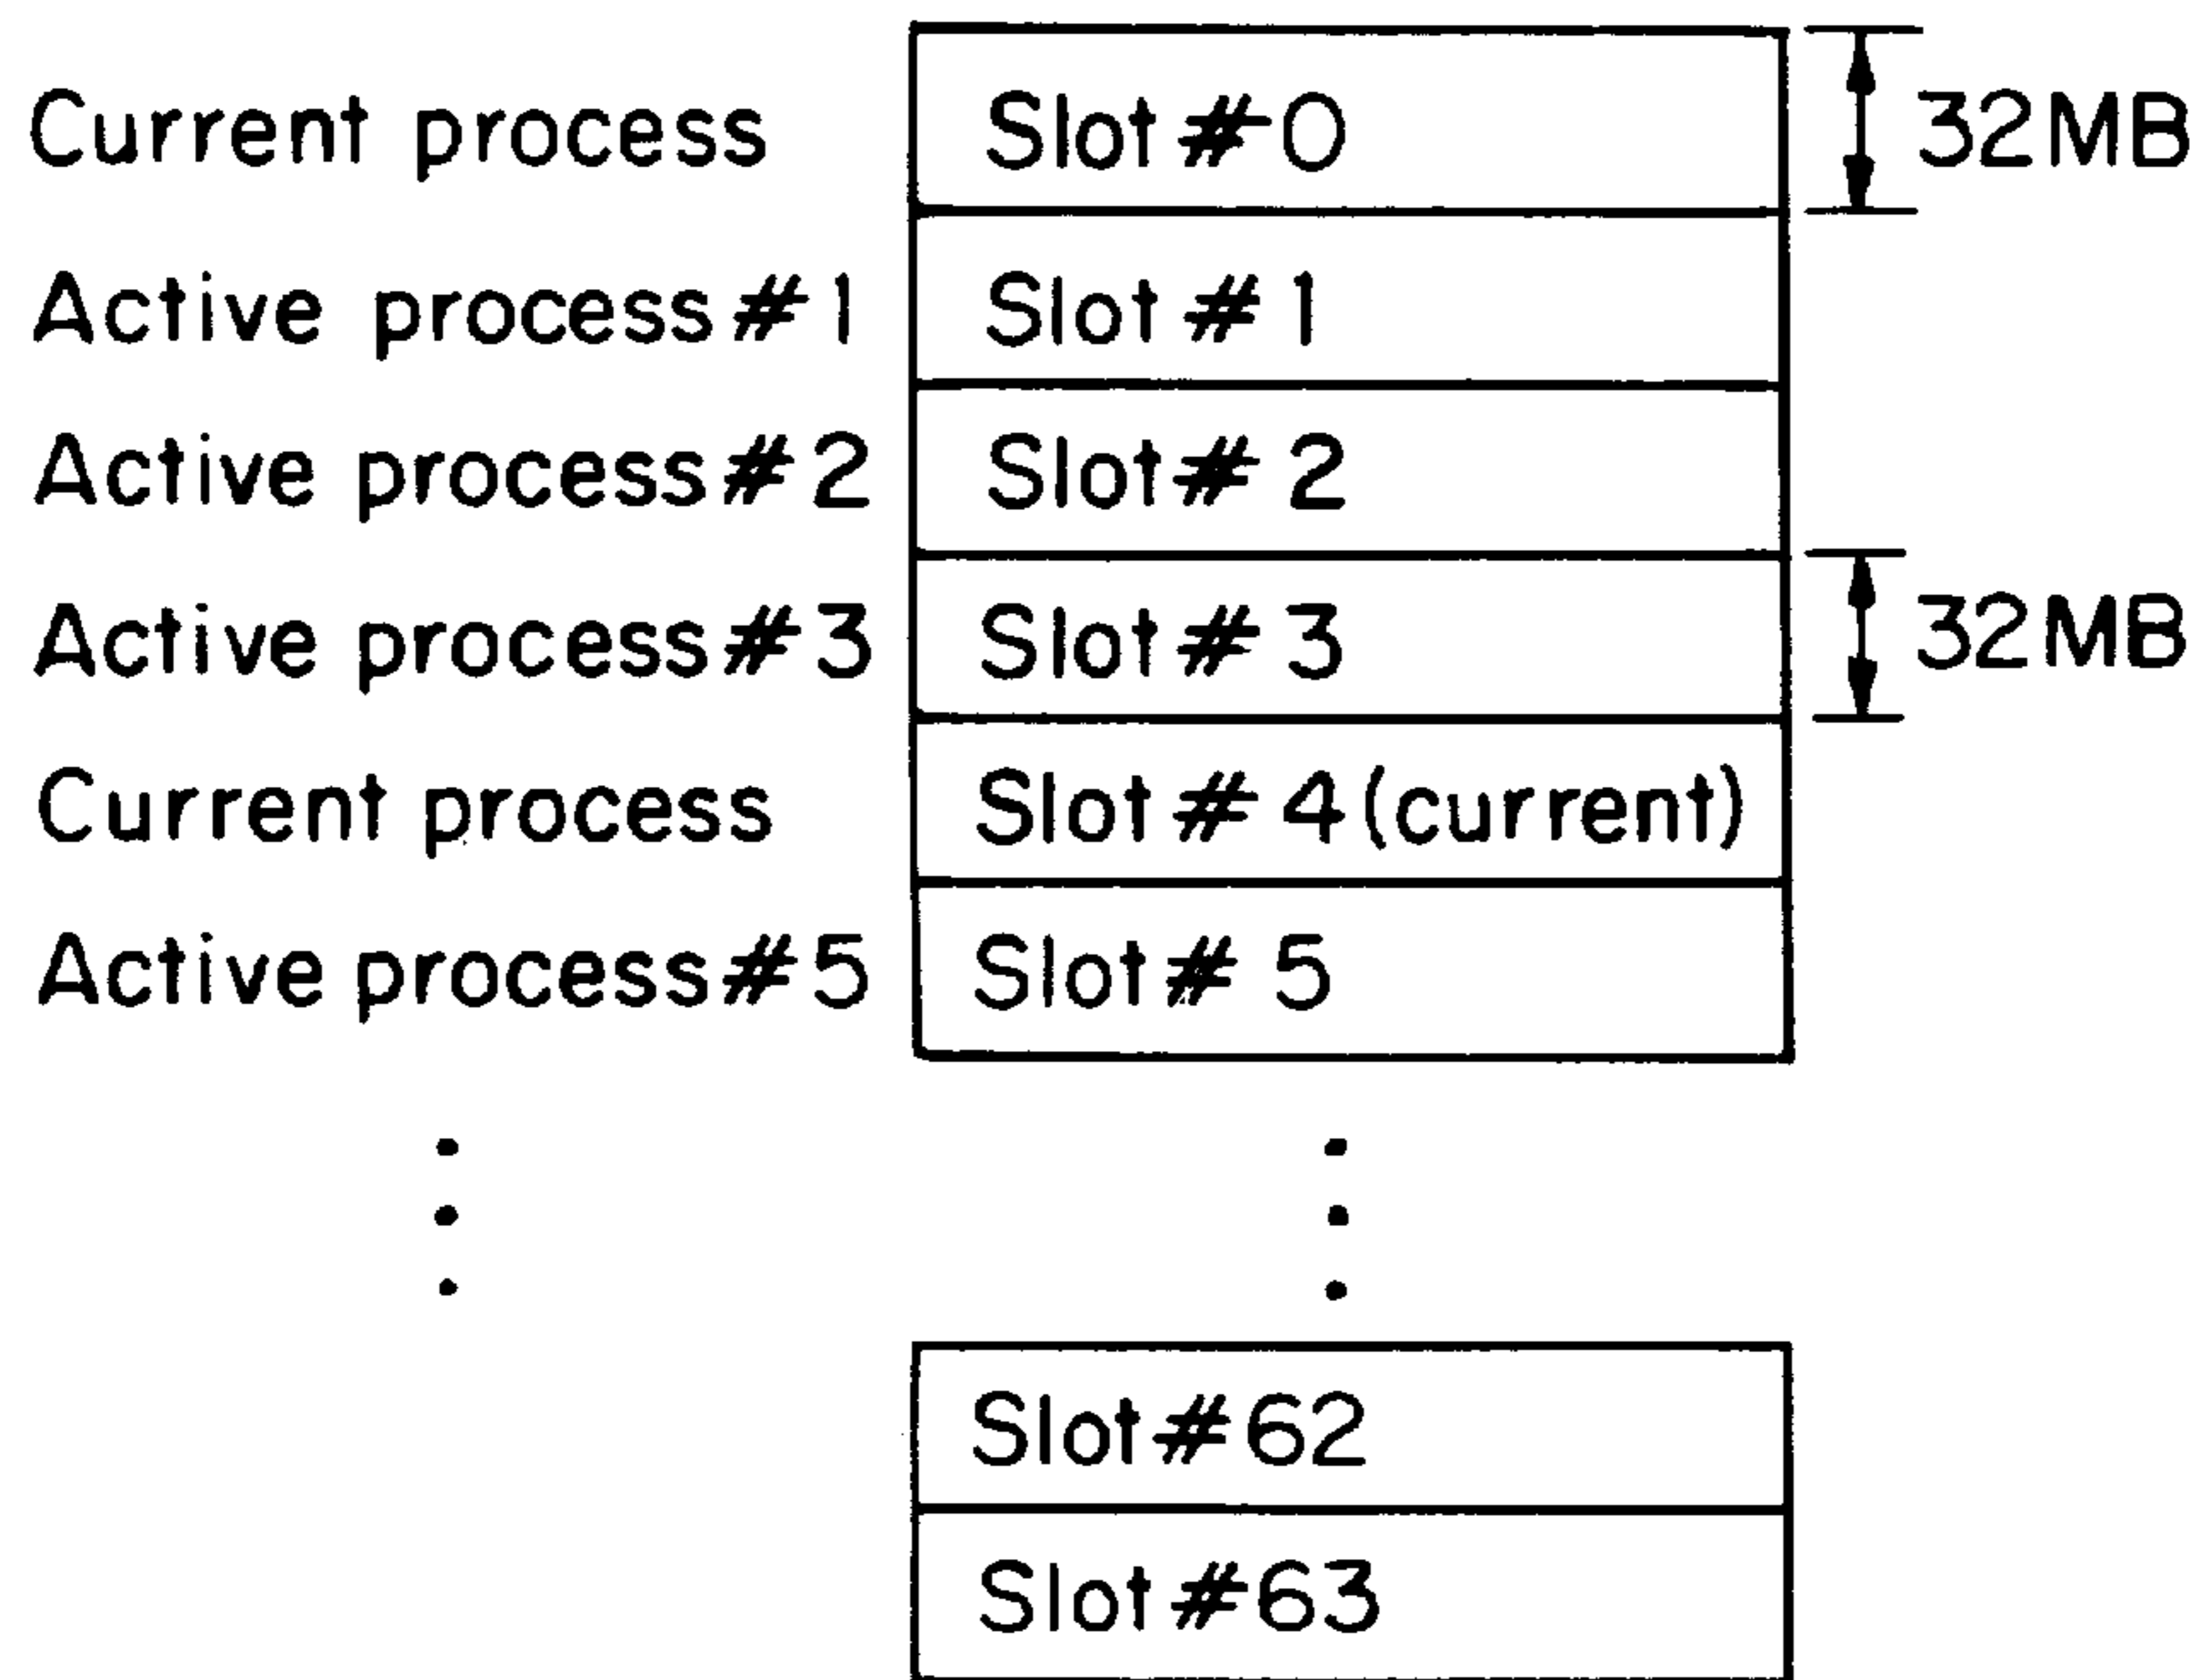 Current process Slot # 0 32MB
Active process # 1 Slot # 1
Active process # 2 Slot # 2
Active process # 3 Slot # 3 32MB
Current process Slot # 4 (current)
Active process # 5 Slot # 5
Slot # 62
Slot # 63